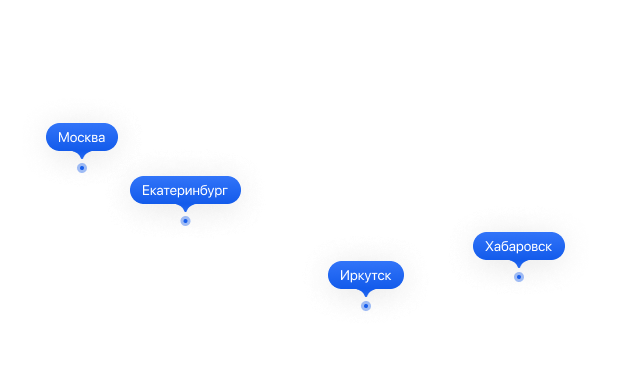 Москва
Екатеринбург
Хабаровск
Иркутск